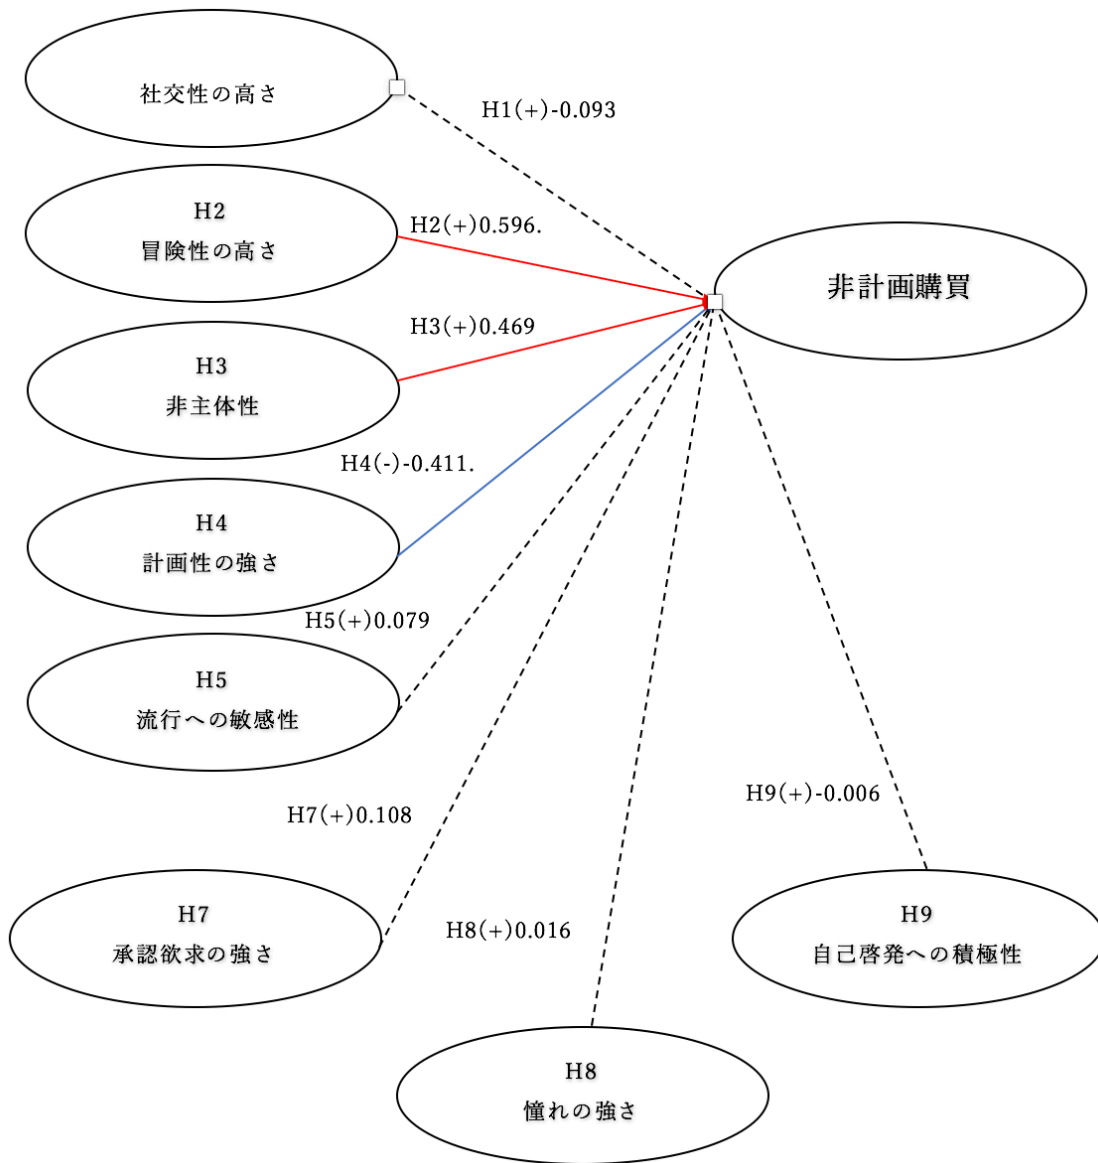 社交性の高さ
H1(+)-0.093
H2
冒険性の高さ
H2(+)0.596.
非計画購買
H3
非主体性
H3(+)0.469
H4(-)-0.411.
H4
計画性の強さ
H5(+)0.079
H5
流行への敏感性
H7(+)0.108
H9(+)-0.006
H7
承認欲求の強さ
H8(+)0.016
H9
自己啓発への積極性
H8
憧れの強さ